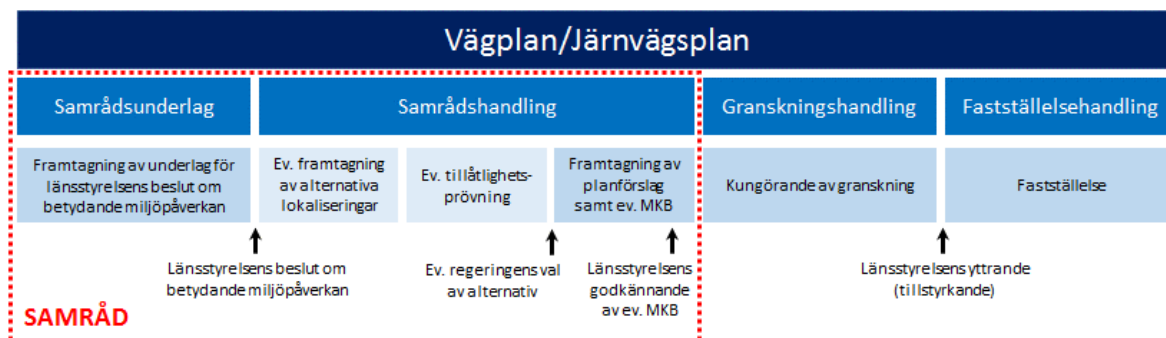 Vägplan/Järnvägsplan
Samrådsunderlag
Samrådshandling
Granskningshandling
Fastställelsehandling
Framtagning av underlag för
länsstyrelsens beslut om
betydande miljöpåverkan
Ev. framtagning
av alternativa
lokaliseringar
Ev. tillåtlighets-
prövning
Framtagning av
planförslag
samt ev. MKB
Kungörande av granskning
Fastställelse
Länsstyrelsens beslut om
betydande miljöpåverkan
Ev. regeringens val
av alternativ
Länsstyrelsens
godkännande
av ev. MKB
Länsstyrelsens yttrande
(tillstyrkande)
SAMRÅD